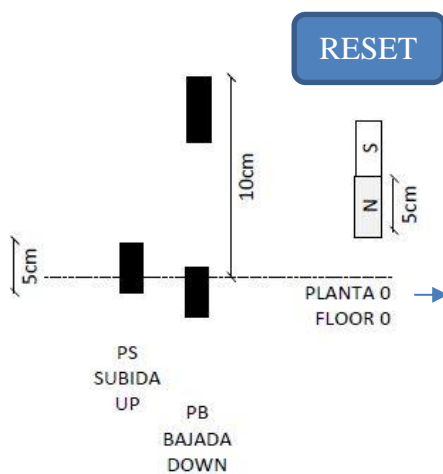 RESET
S
N
10cm
5cm
5cm
PLANTA 0
FLOOR 0
PS
SUBIDA
UP
PB
BAJADA
DOWN